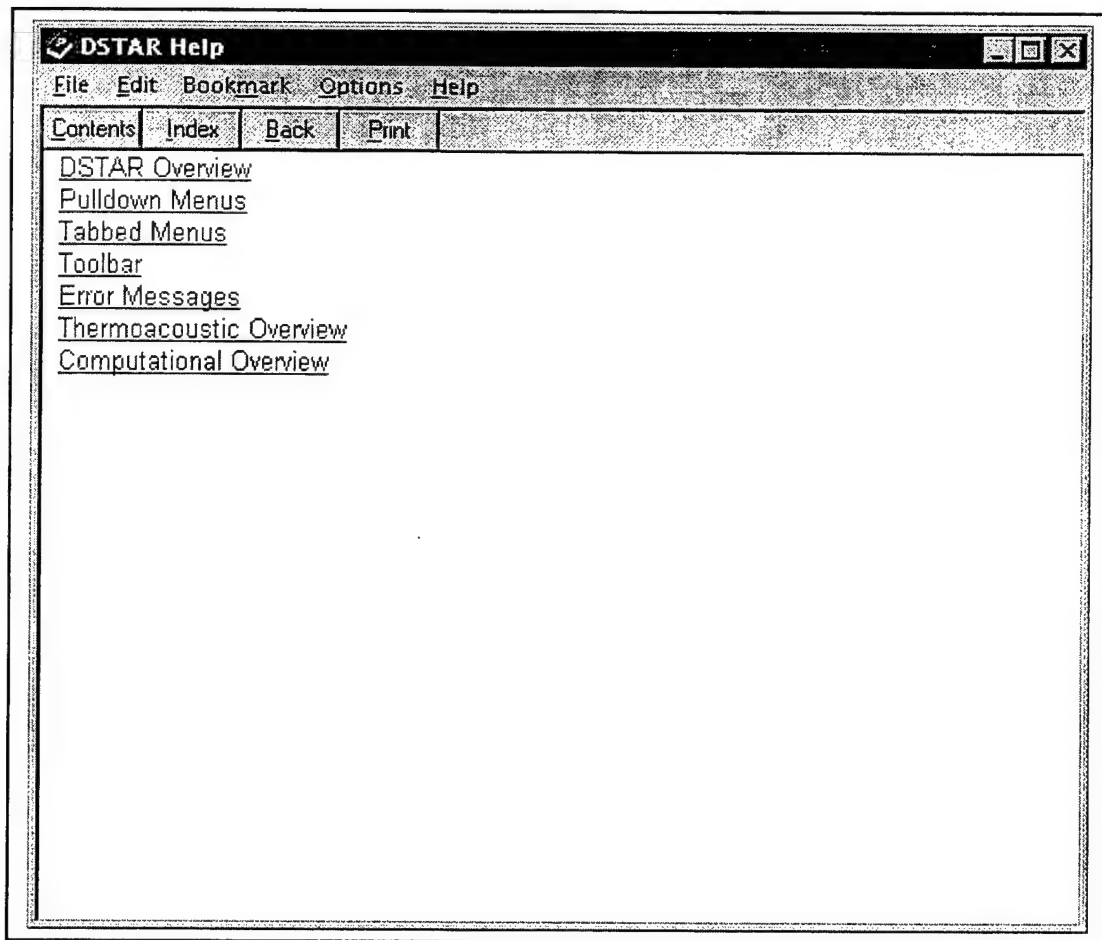 DSTAR Help
File Edit Bookmark Options Help
Contents Index Back Print
DSTAR Overview
Pulldown Menus
Tabbed Menus
Toolbar
Error Messages
Thermoacoustic Overview
Computational Overview